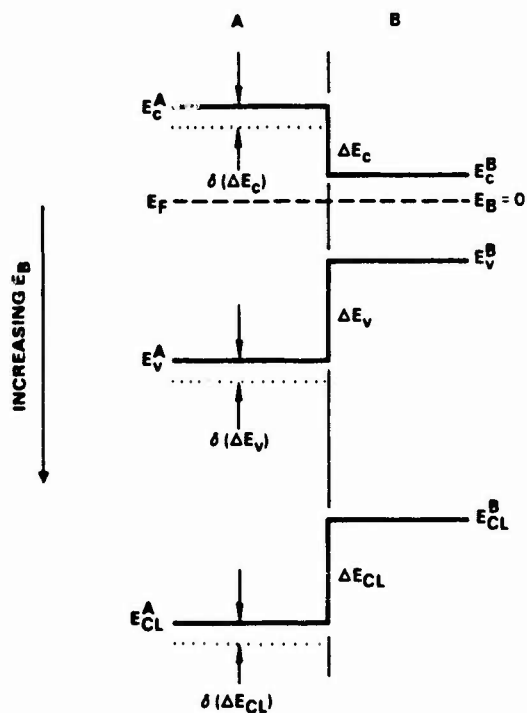 A B
E_c^A
E_c^B
ΔE_c
δ(ΔE_c)
E_F
E_B = 0
E_v^B
ΔE_v
E_v^A
δ(ΔE_v)
INCREASING E_B
E_CL^B
ΔE_CL
E_CL^A
δ(ΔE_CL)